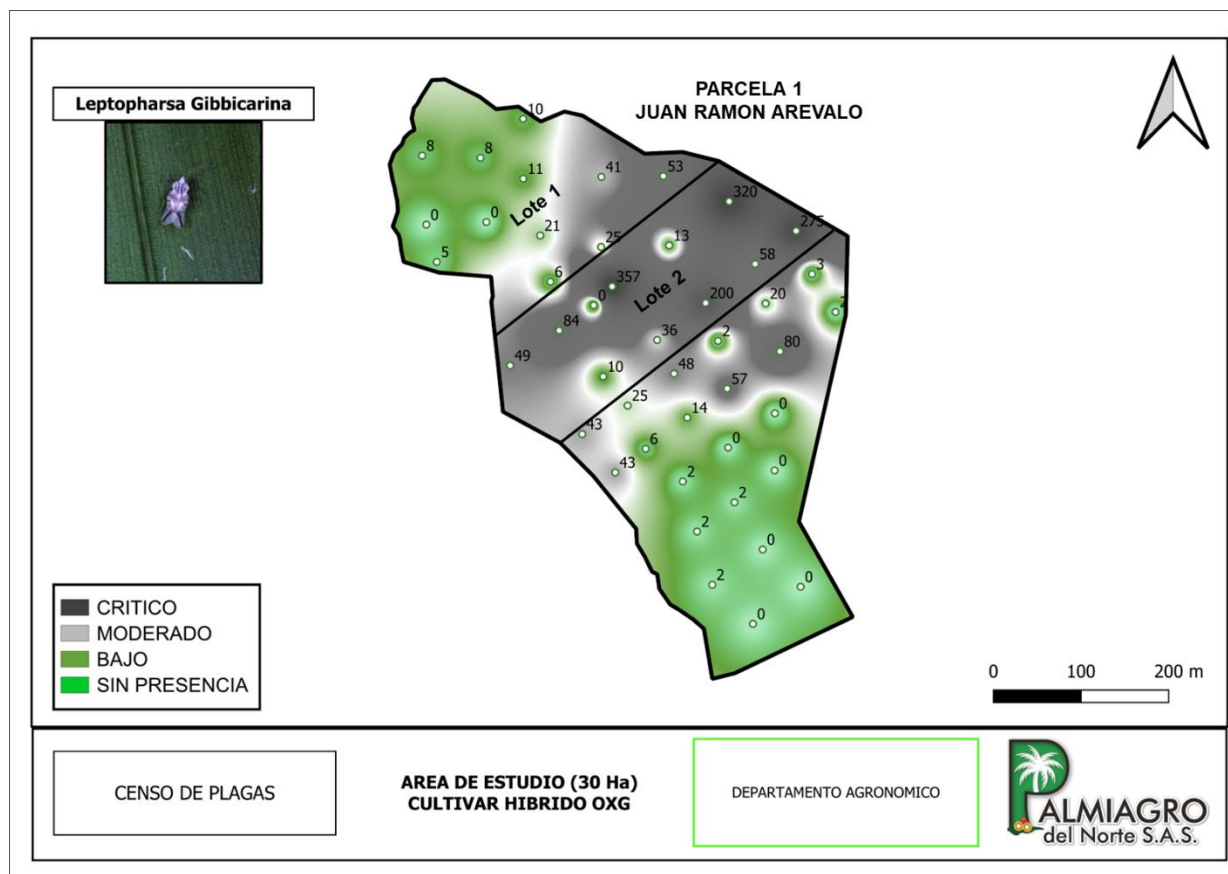 Leptopharsa Gibbicarina
PARCELA 1
JUAN RAMON AREVALO
10
8
8
11
41
53
320
Lote 1
0
0
21
25
13
275
5
6
357
58
3
Lote 2
0
200
20
2
84
36
2
80
49
10
48
57
25
14
0
43
6
0
43
2
0
2
2
0
2
0
0
CRITICO
MODERADO
BAJO
SIN PRESENCIA
0 100 200 m
CENSO DE PLAGAS
AREA DE ESTUDIO (30 Ha)
CULTIVAR HIBRIDO OXG
DEPARTAMENTO AGRONOMICO
PALMIAGRO
del Norte S.A.S.